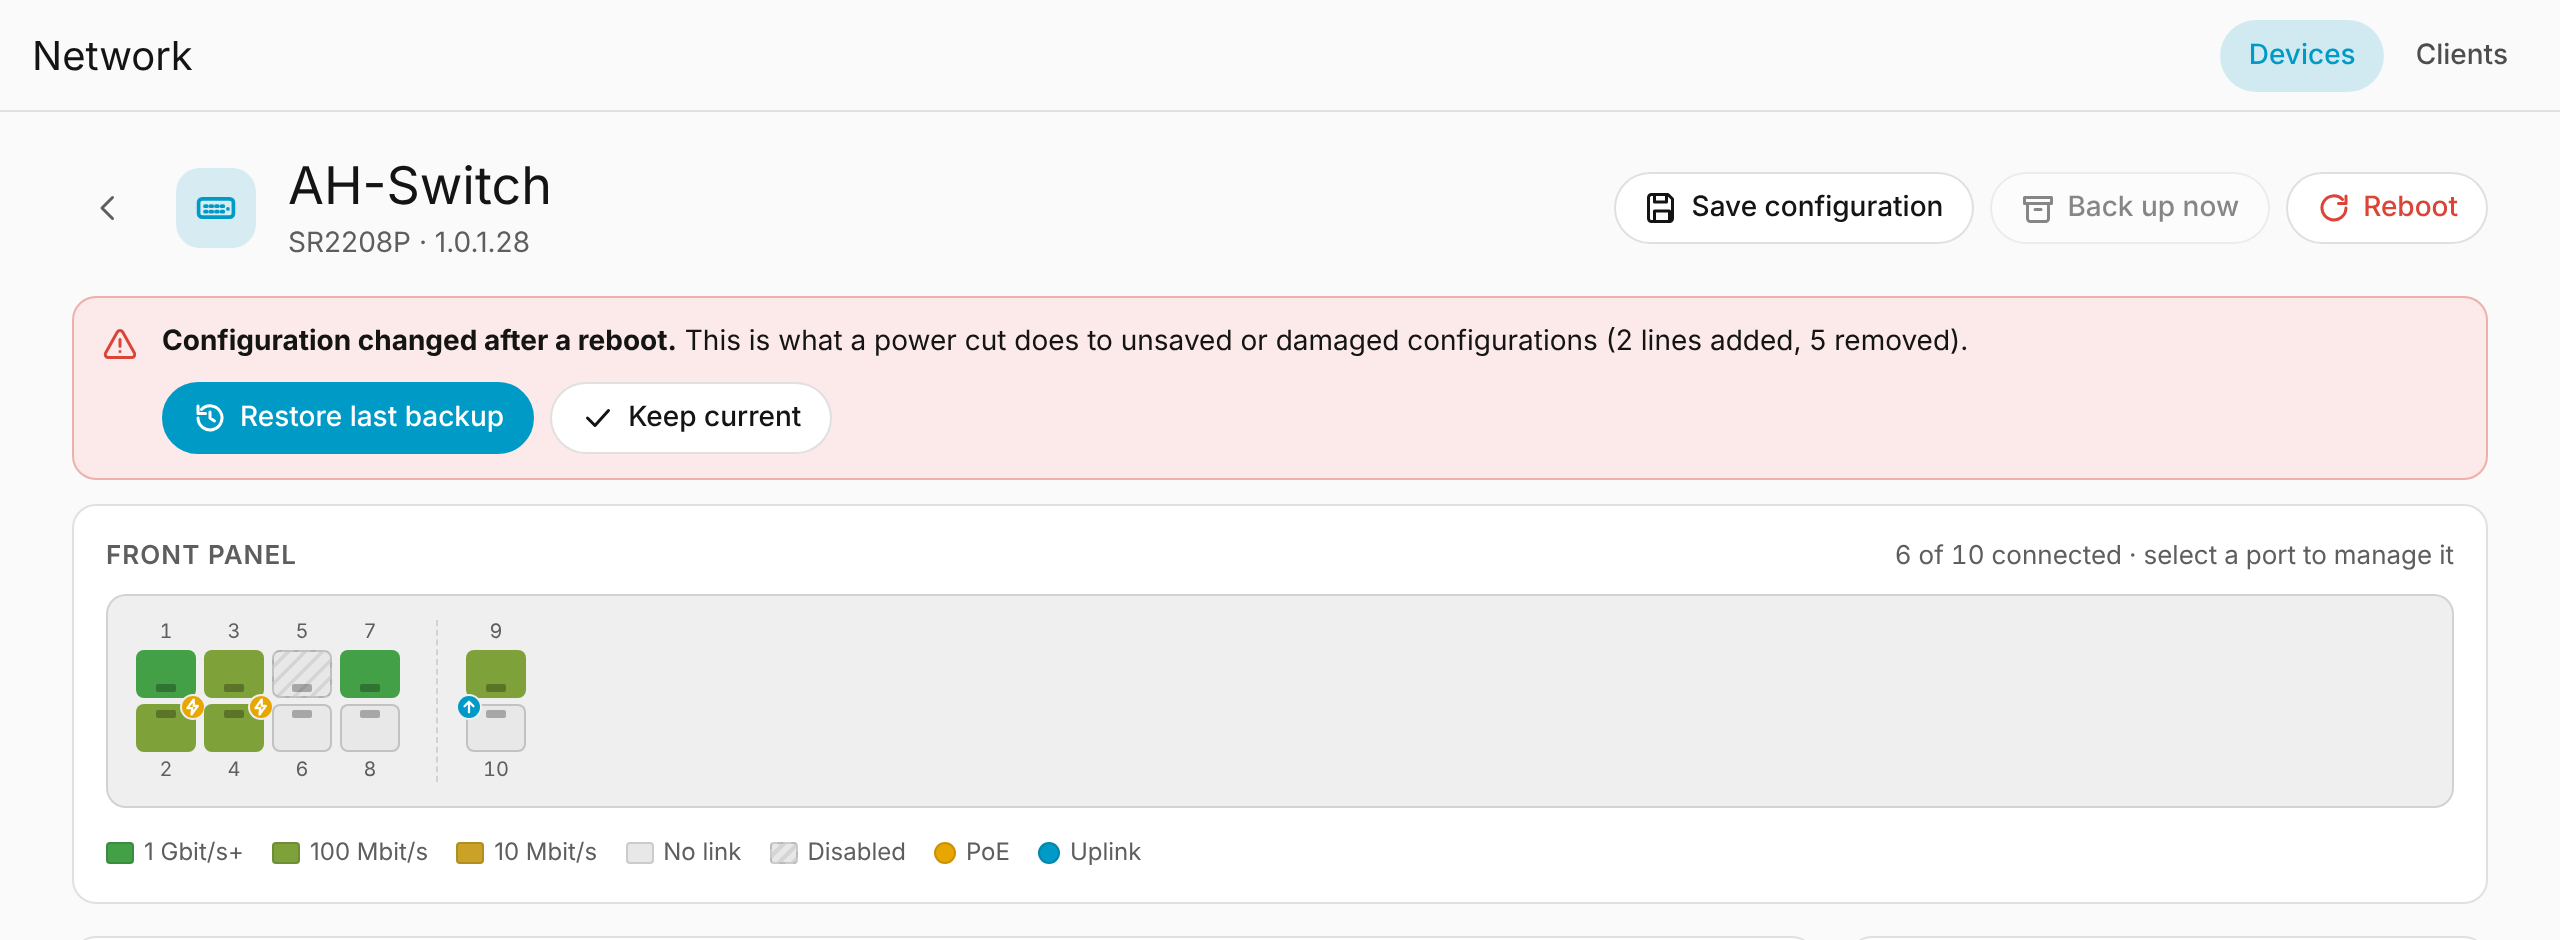 Network
Devices
Clients
AH-Switch
SR2208P · 1.0.1.28
Save configuration
Back up now
Reboot
Configuration changed after a reboot. This is what a power cut does to unsaved or damaged configurations (2 lines added, 5 removed).
Restore last backup
Keep current
FRONT PANEL
6 of 10 connected · select a port to manage it
1 3 5 7 9
2 4 6 8 10
1 Gbit/s+ 100 Mbit/s 10 Mbit/s No link Disabled PoE Uplink